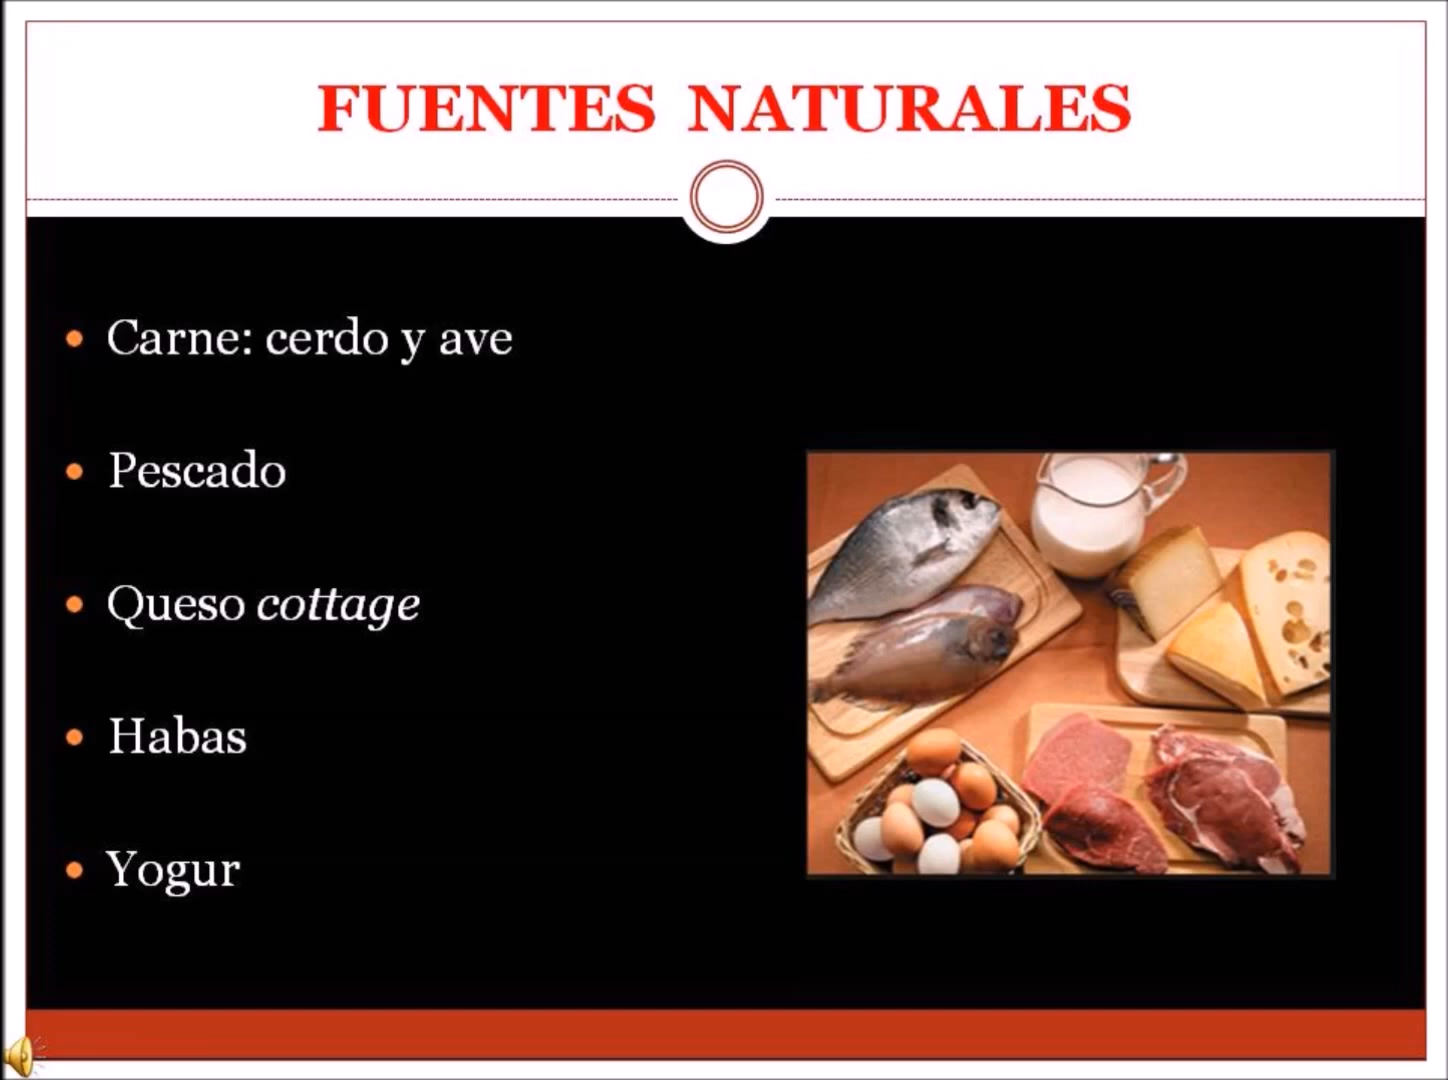 FUENTES NATURALES
Carne: cerdo y ave
Pescado
Queso cottage
Habas
Yogur